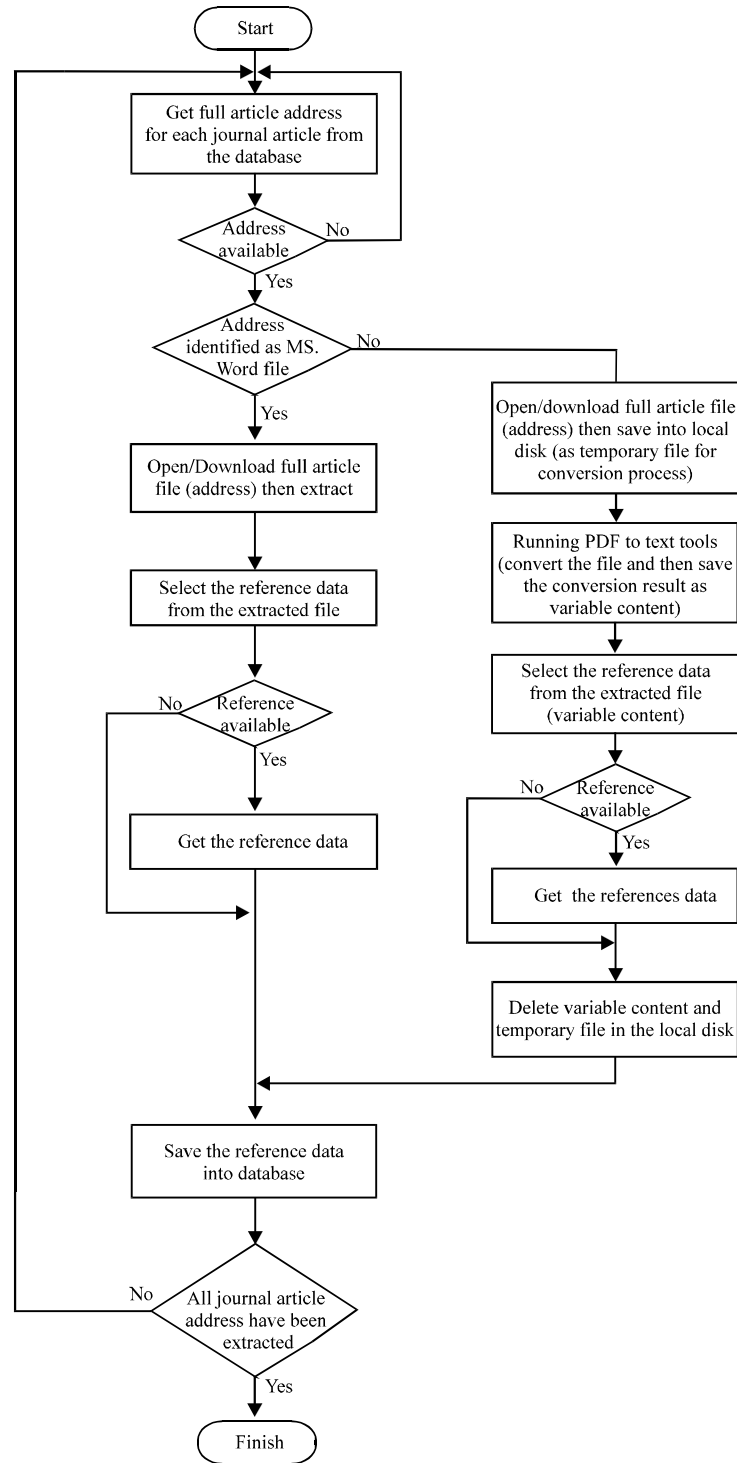 Start
Get full article address
for each journal article from
the database
Address
available
No
Yes
Address
identified as MS.
Word file
No
Yes
Open/Download full article
file (address) then extract
Select the reference data
from the extracted file
Reference
available
No
Yes
Get the reference data
Open/download full article file
(address) then save into local
disk (as temporary file for
conversion process)
Running PDF to text tools
(convert the file and then save
the conversion result as
variable content)
Select the reference data
from the extracted file
(variable content)
No
Reference
available
Yes
Get the references data
Delete variable content and
temporary file in the local disk
Save the reference data
into database
No
All journal article
address have been
extracted
Yes
Finish